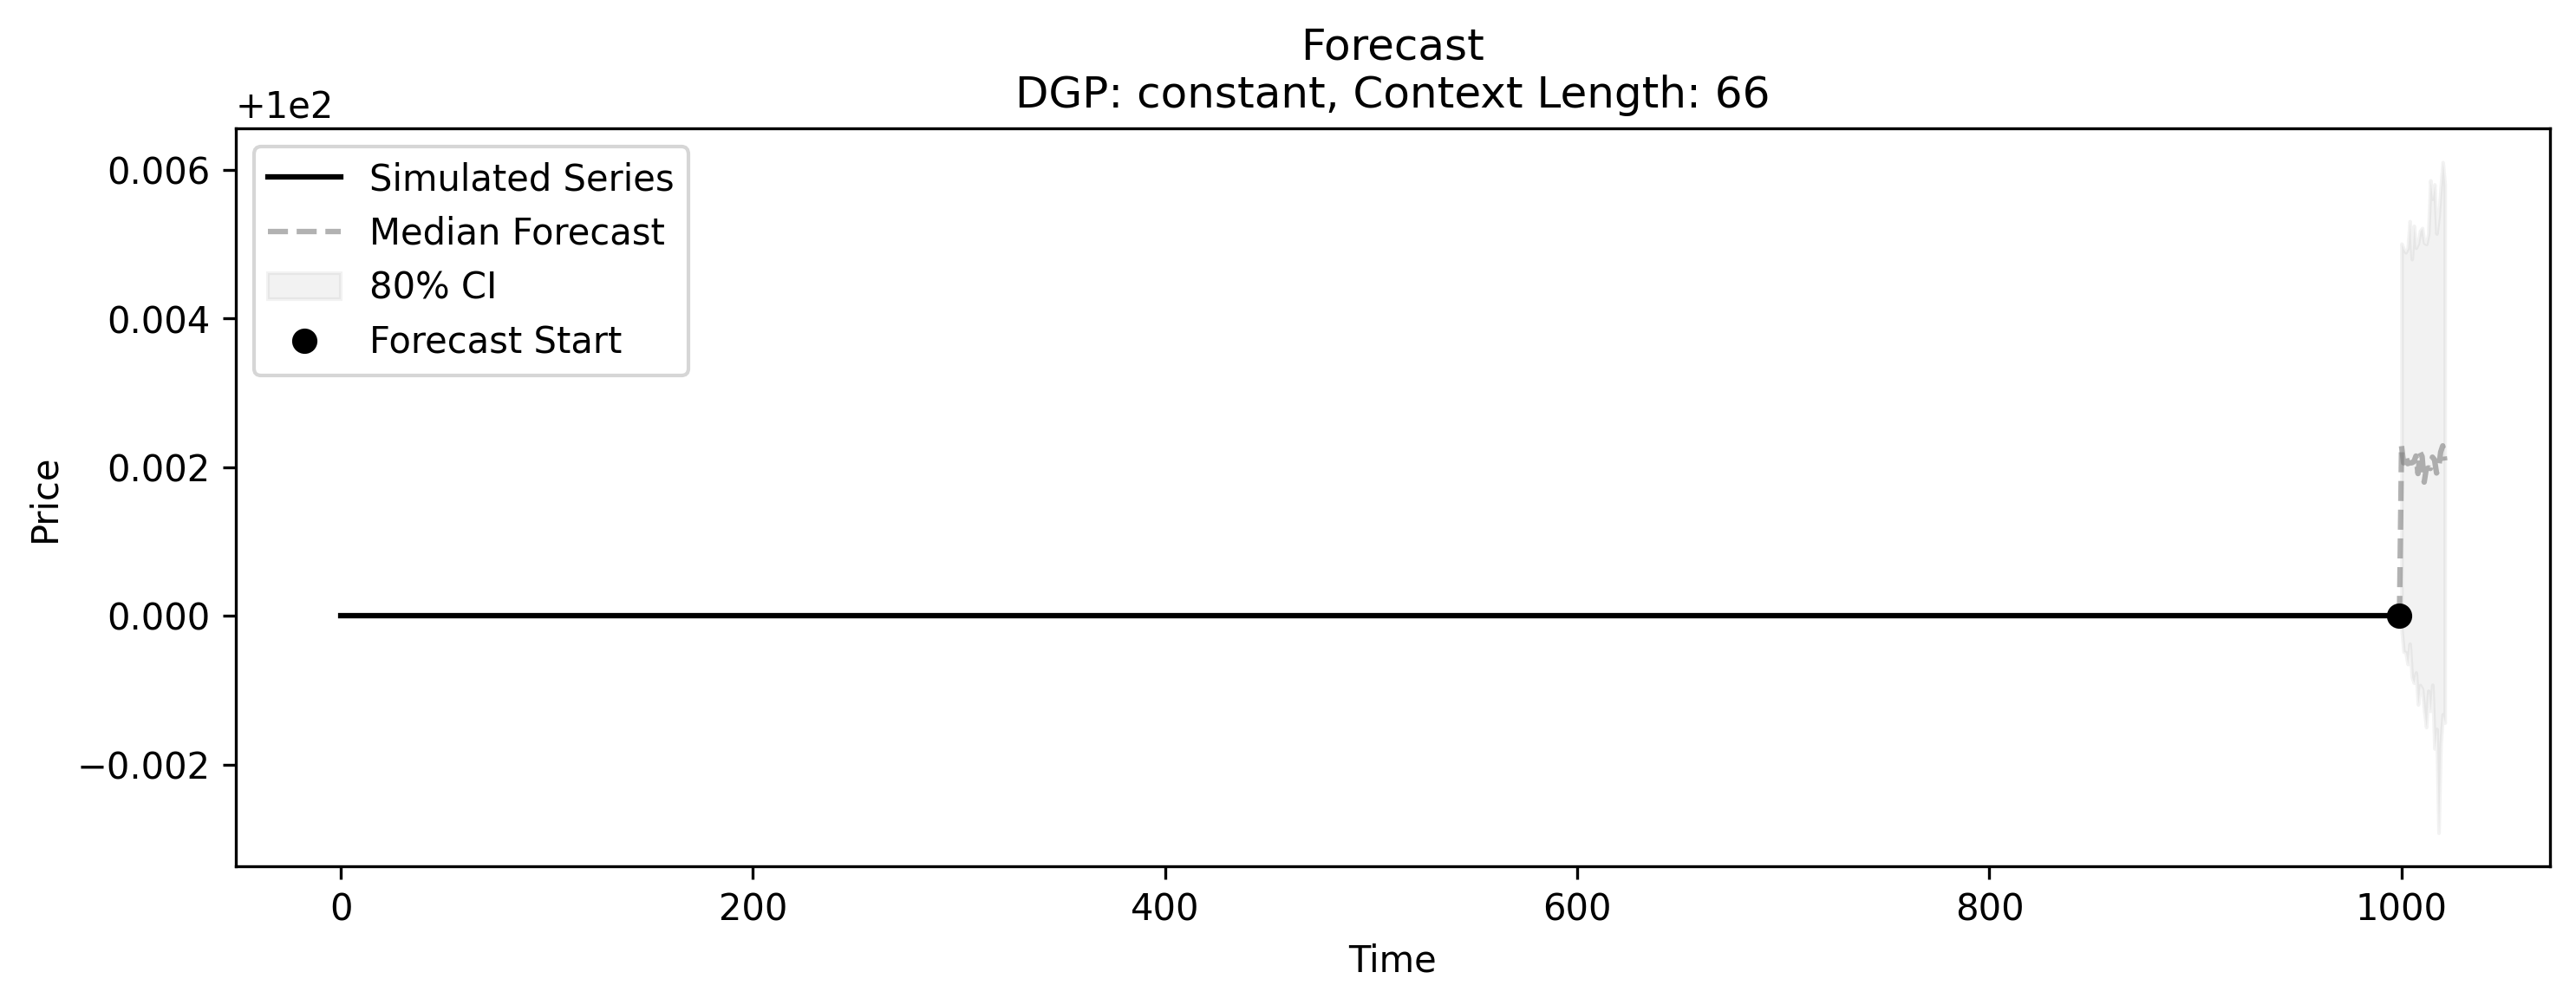 Forecast
DGP: constant, Context Length: 66
+1e2
0.006
0.004
0.002
0.000
−0.002
Price
Simulated Series
Median Forecast
80% CI
Forecast Start
0
200
400
600
800
1000
Time